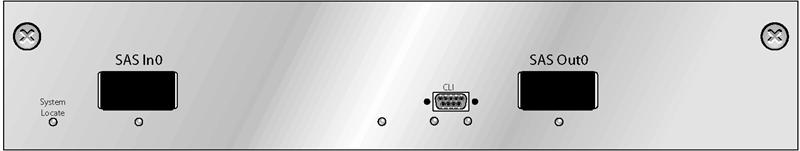 SAS In0
SAS Out0
CLI
System
Locate